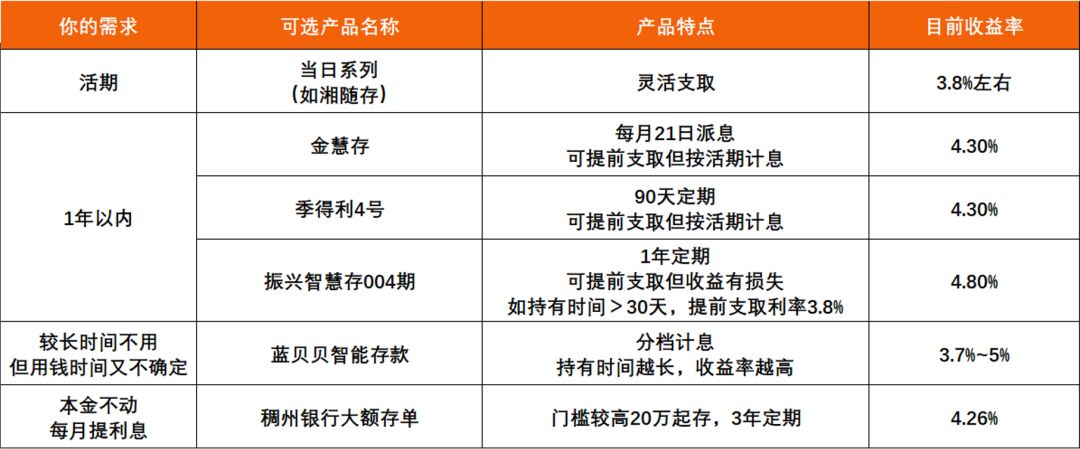 你的需求
可选产品名称
产品特点
目前收益率
活期
当日系列
(如湘随存)
灵活支取
3.8%左右
1年以内
金慧存
每月21日派息
可提前支取但按活期计息
4.30%
季得利4号
90天定期
可提前支取但按活期计息
4.30%
振兴智慧存004期
1年定期
可提前支取但收益有损失
如持有时间＞30天，提前支取利率3.8%
4.80%
较长时间不用
但用钱时间又不确定
蓝贝贝智能存款
分档计息
持有时间越长，收益率越高
3.7%~5%
本金不动
每月提利息
稠州银行大额存单
门槛较高20万起存，3年定期
4.26%